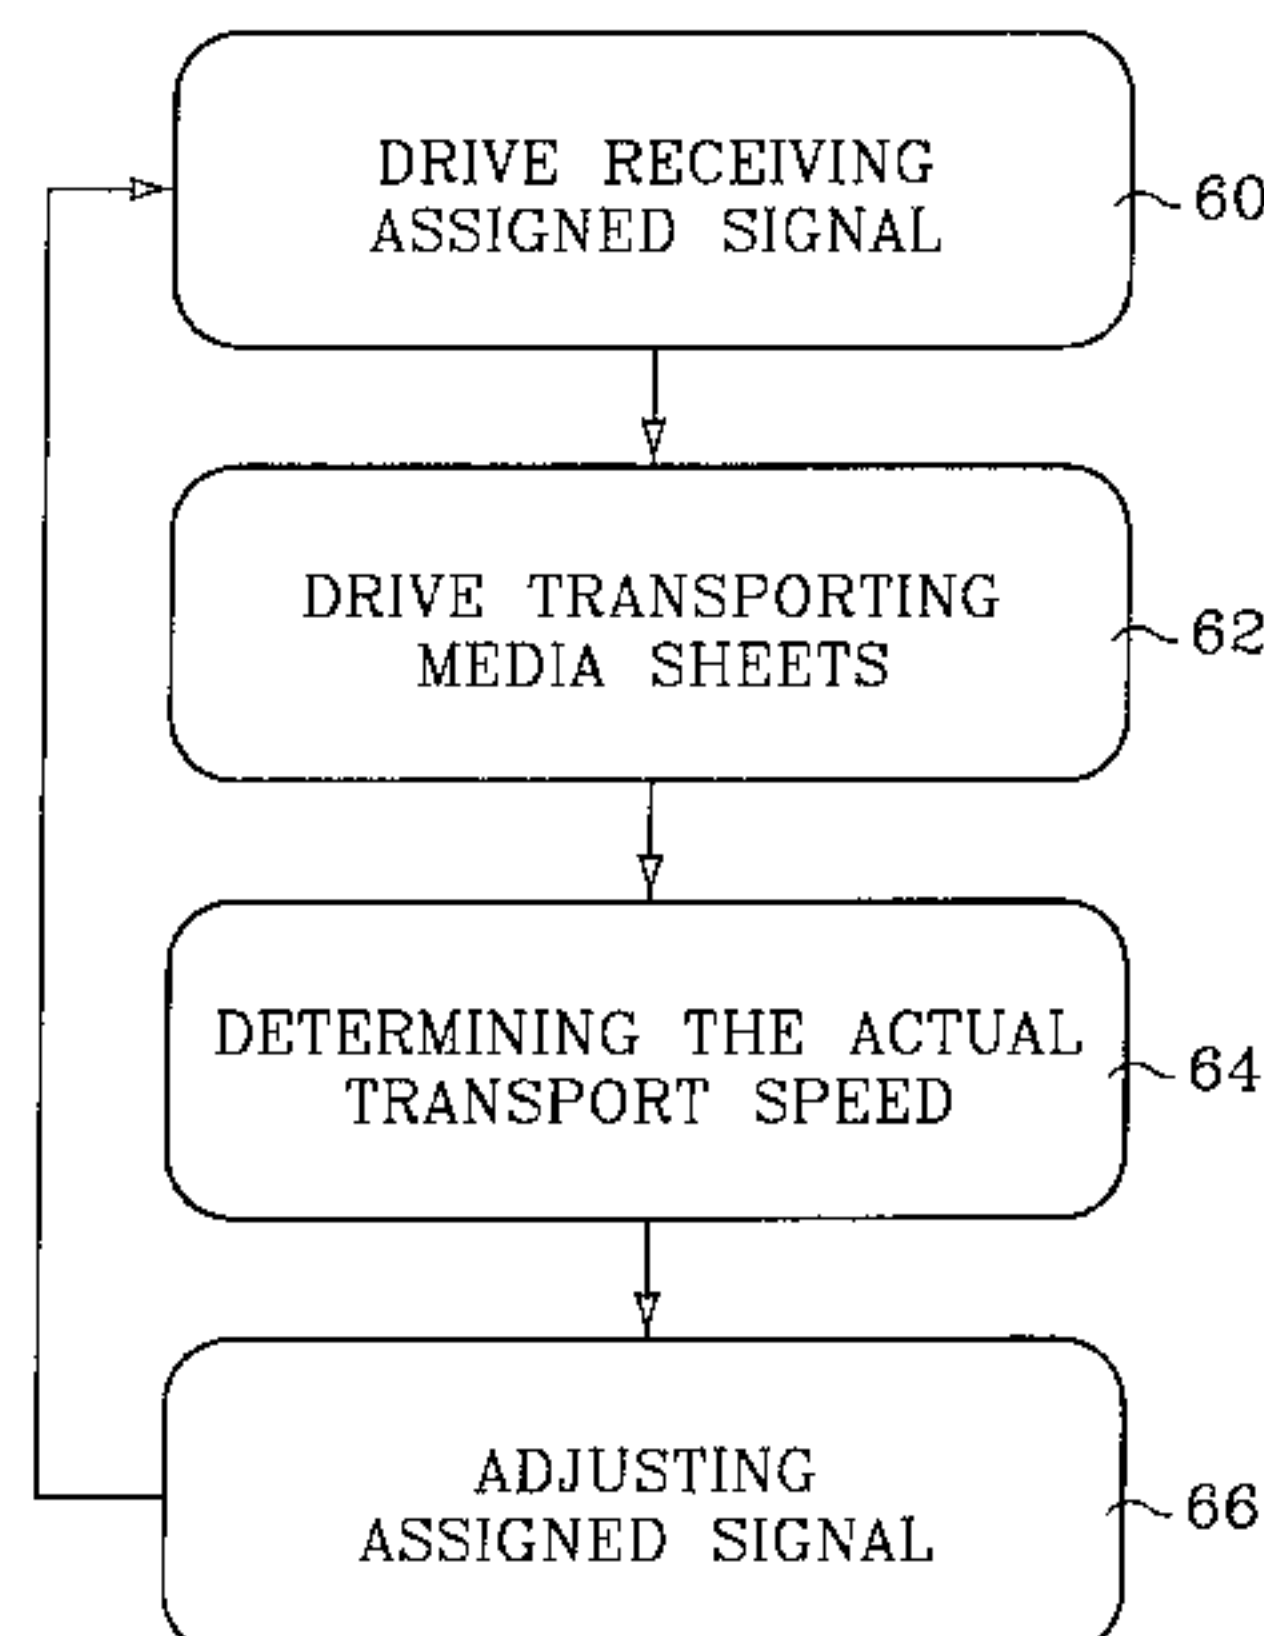 DRIVE RECEIVING
ASSIGNED SIGNAL
60
DRIVE TRANSPORTING
MEDIA SHEETS
62
DETERMINING THE ACTUAL
TRANSPORT SPEED
64
ADJUSTING
ASSIGNED SIGNAL
66